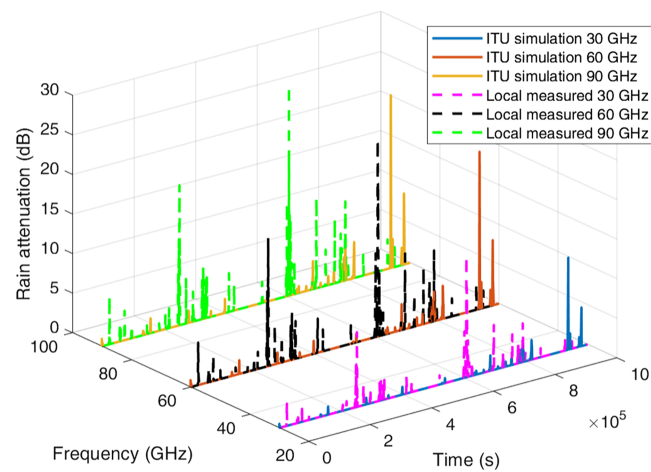 ITU simulation 30 GHz
ITU simulation 60 GHz
ITU simulation 90 GHz
Local measured 30 GHz
Local measured 60 GHz
Local measured 90 GHz
Rain attenuation (dB)
30
25
20
15
10
5
0
100
80
60
40
20
Frequency (GHz)
0
2
4
6
8
10
×10^5
Time (s)